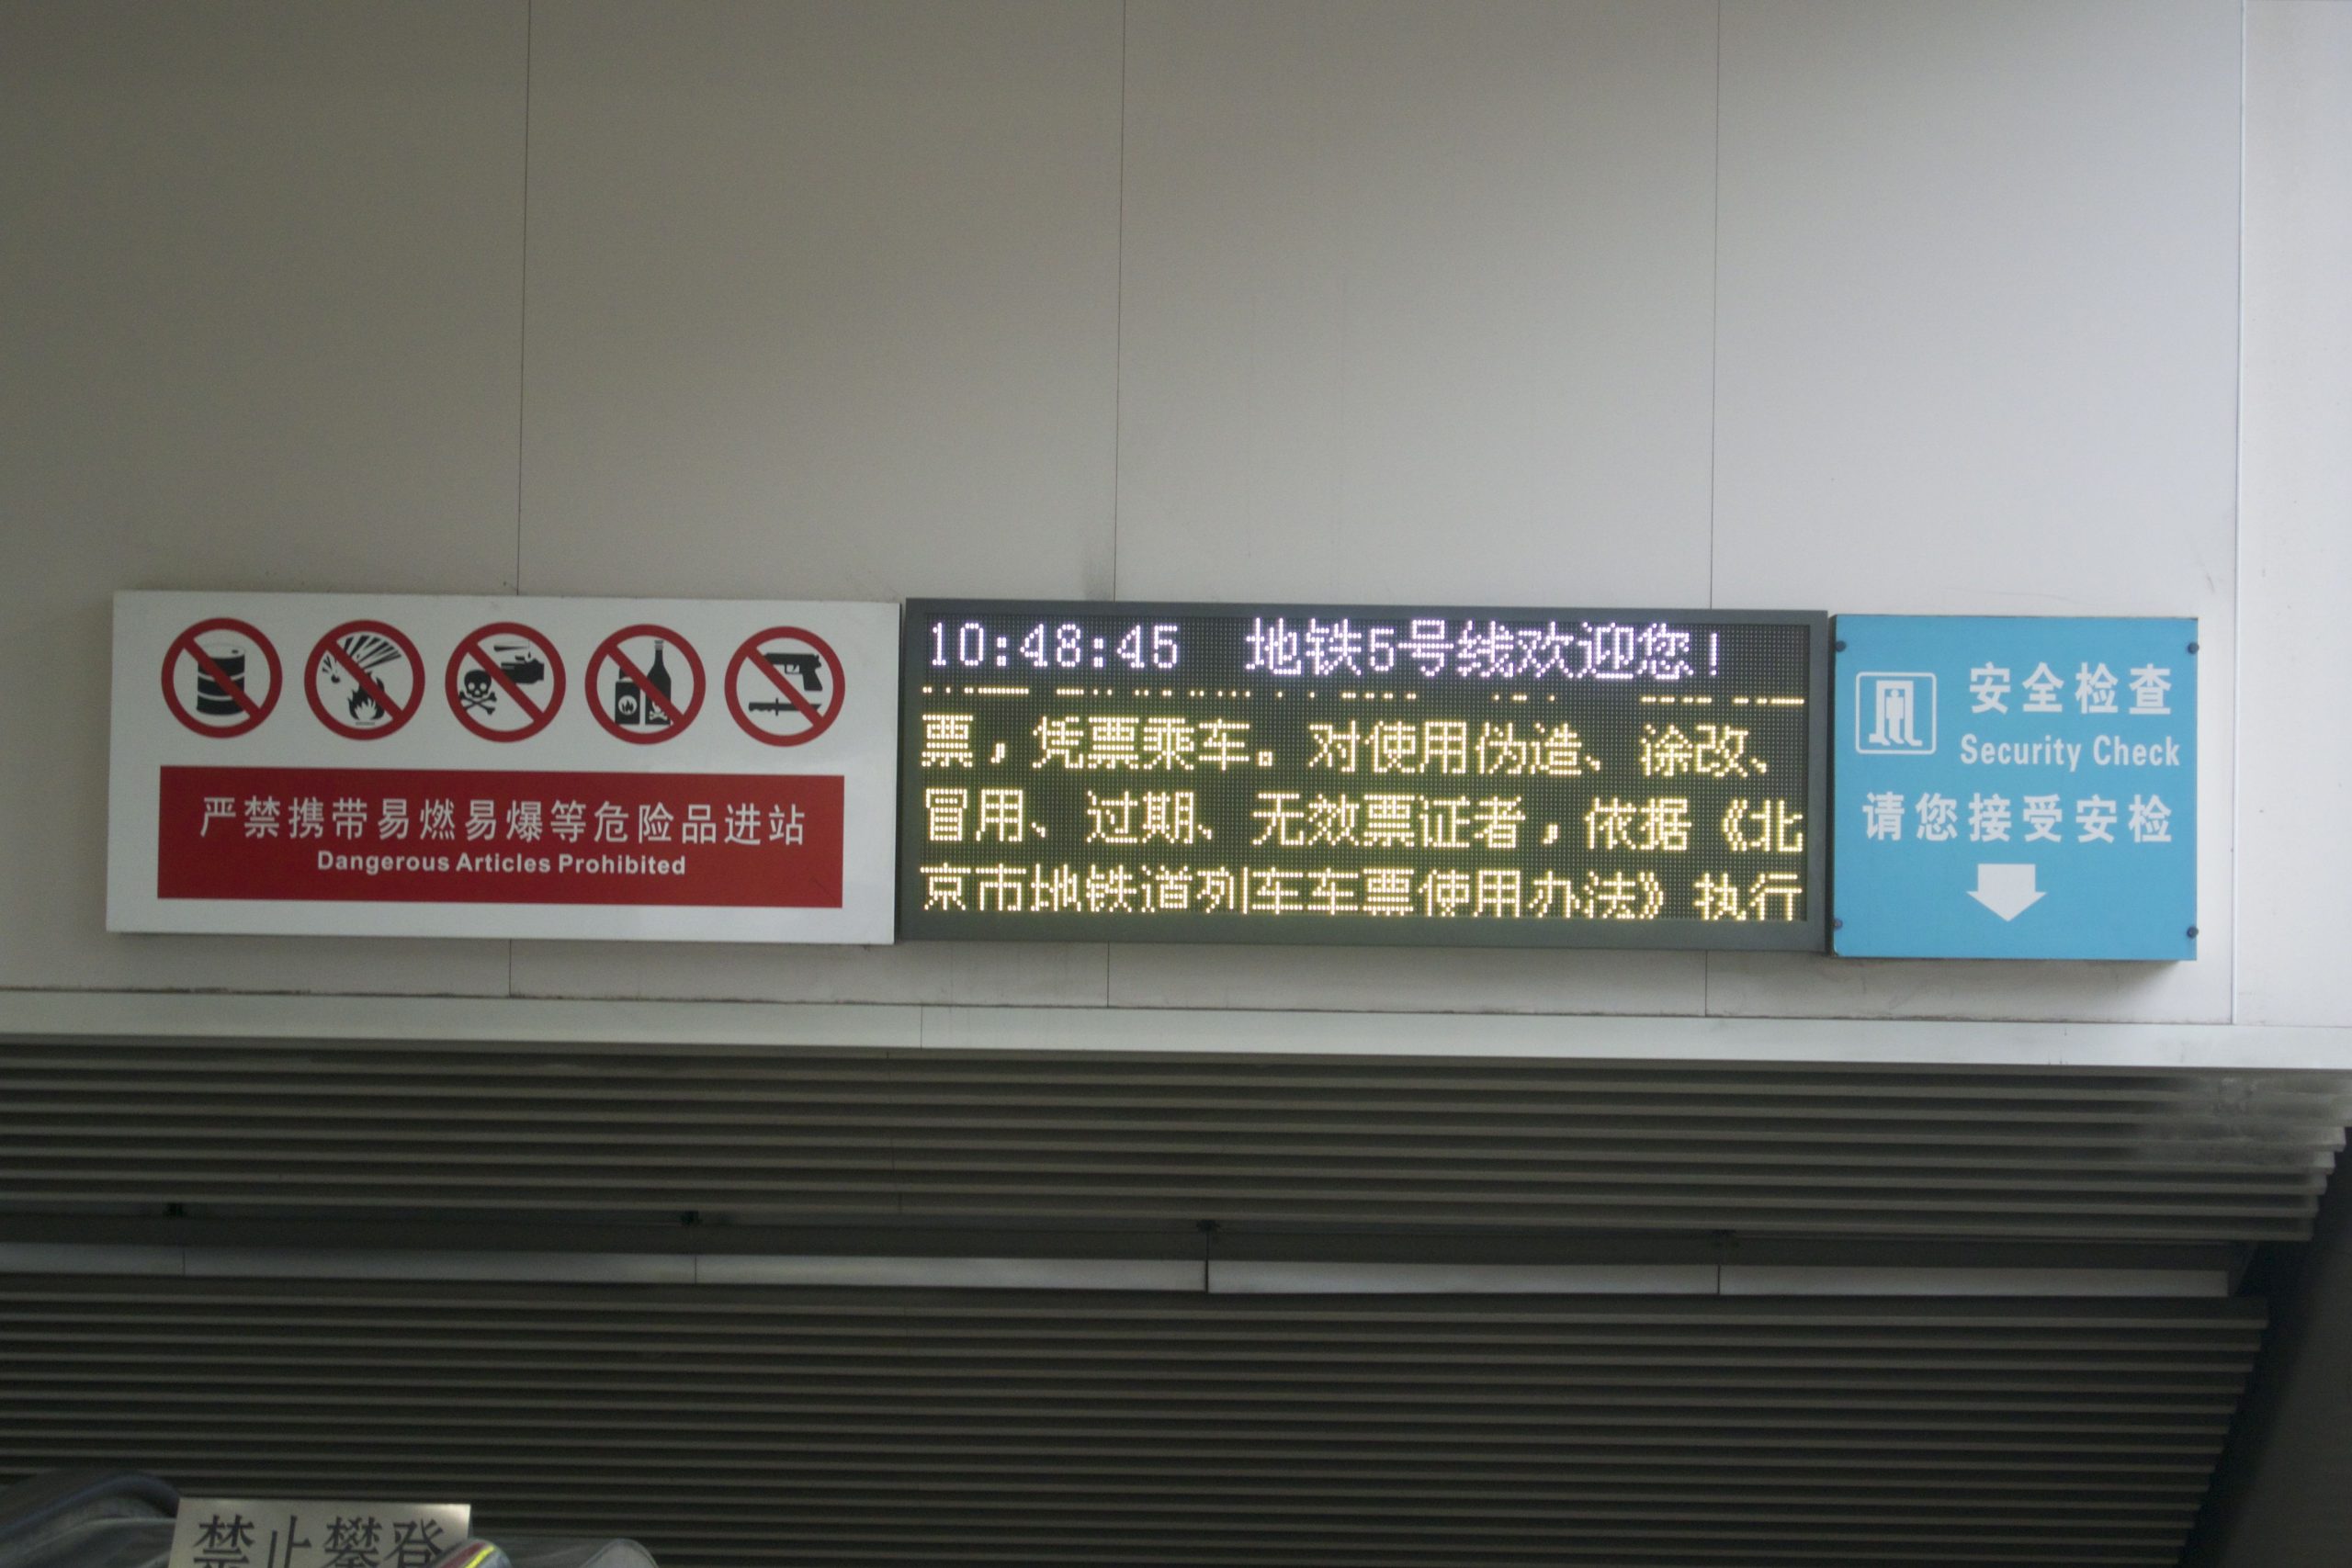 严禁携带易燃易爆等危险品进站
Dangerous Articles Prohibited
10:48:45 地铁5号线欢迎您!
票，凭票乘车。对使用伪造、涂改、
冒用、过期、无效票证者，依据《北
京市地铁道列车车票使用办法》执行
安全检查
Security Check
请您接受安检
禁止攀登